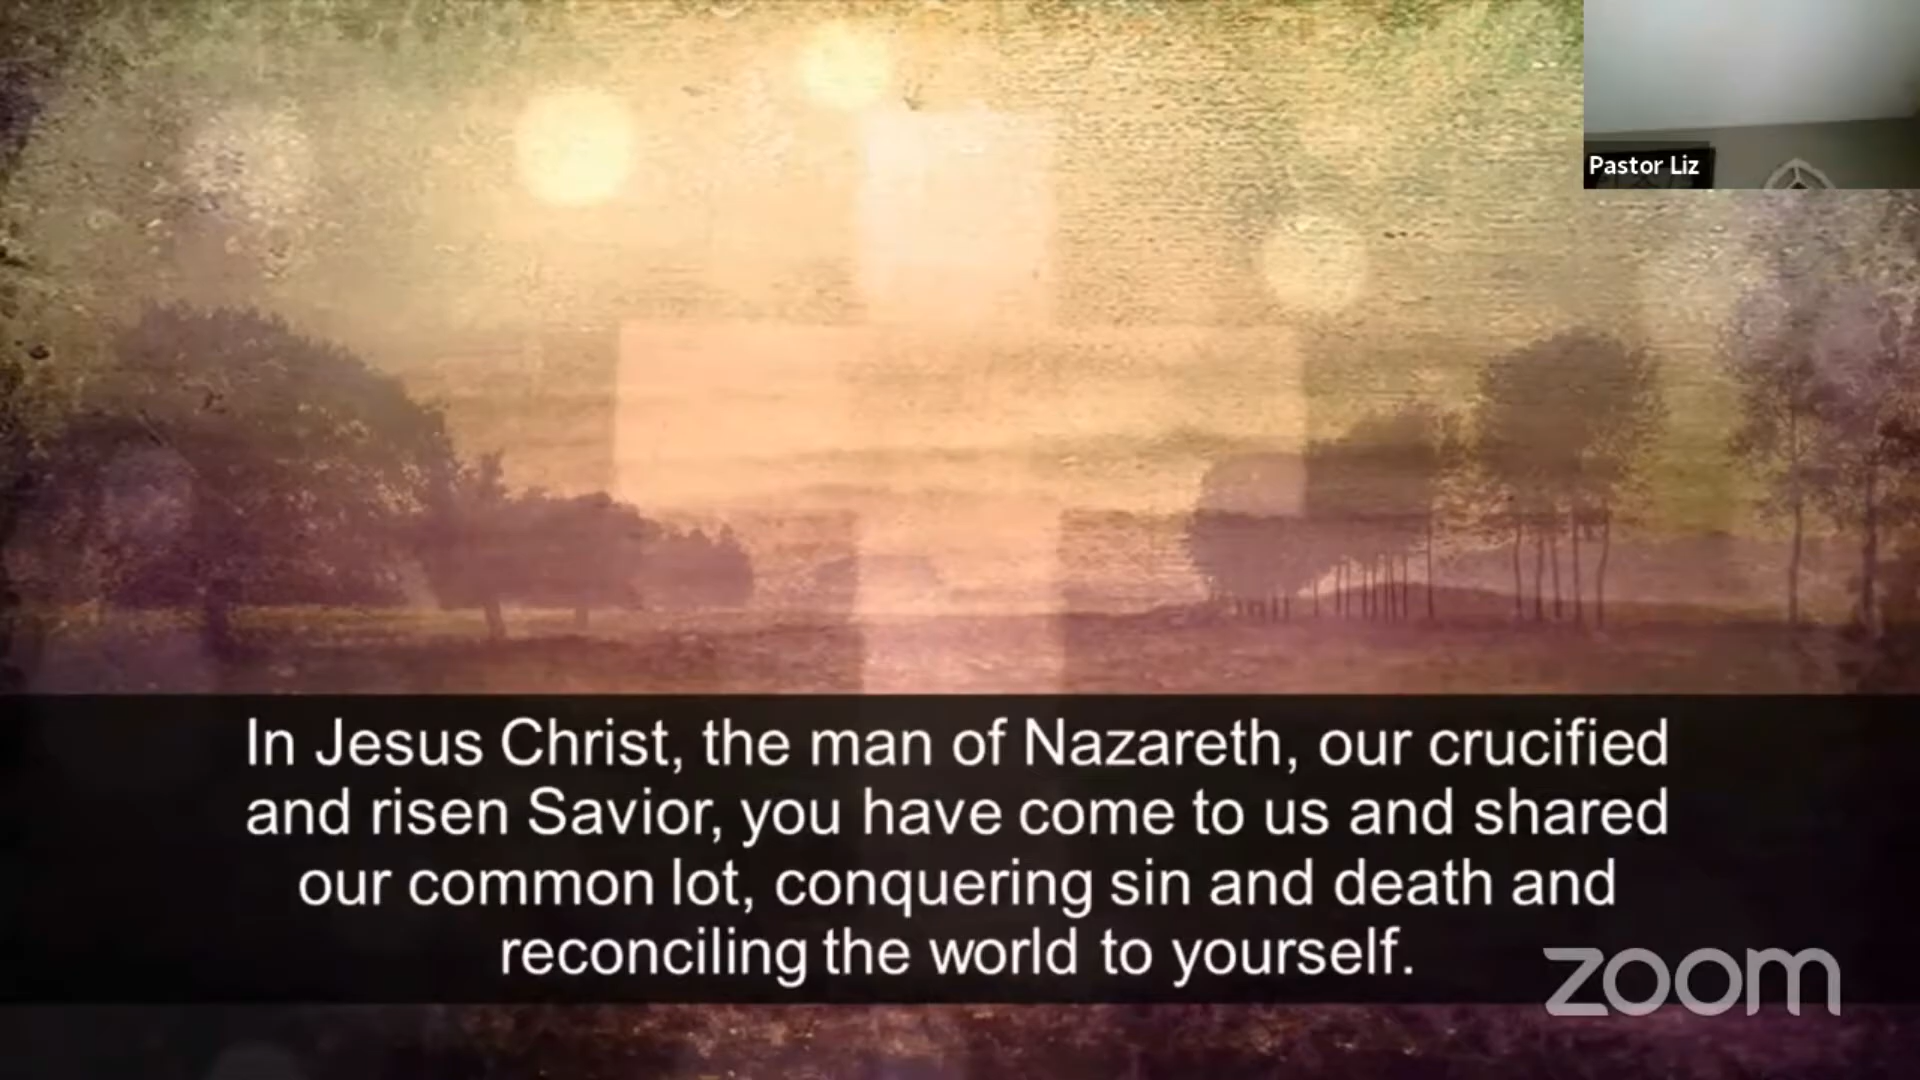 Pastor Liz
In Jesus Christ, the man of Nazareth, our crucified
and risen Savior, you have come to us and shared
our common lot, conquering sin and death and
reconciling the world to yourself.
zoom